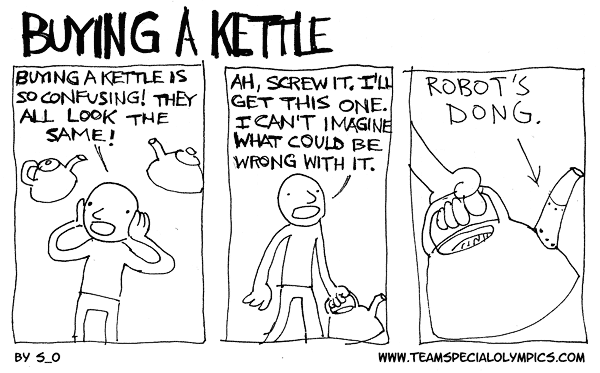 BUYING A KETTLE
BUYING A KETTLE IS
SO CONFUSING! THEY
ALL LOOK THE
SAME!
AH, SCREW IT. I'LL
GET THIS ONE.
I CAN'T IMAGINE
WHAT COULD BE
WRONG WITH IT.
ROBOT'S
DONG.
BY S_O
WWW.TEAMSPECIALOLYMPICS.COM